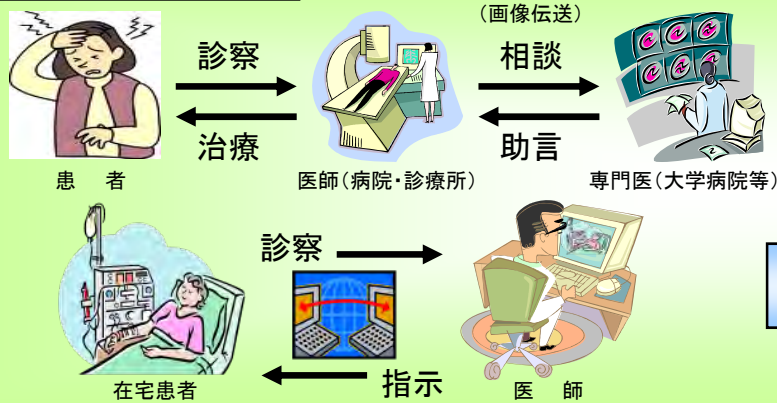 (画像伝送)
診察
相談
治療
助言
患 者
医師(病院・診療所)
専門医(大学病院等)
診察
指示
在宅患者
医 師